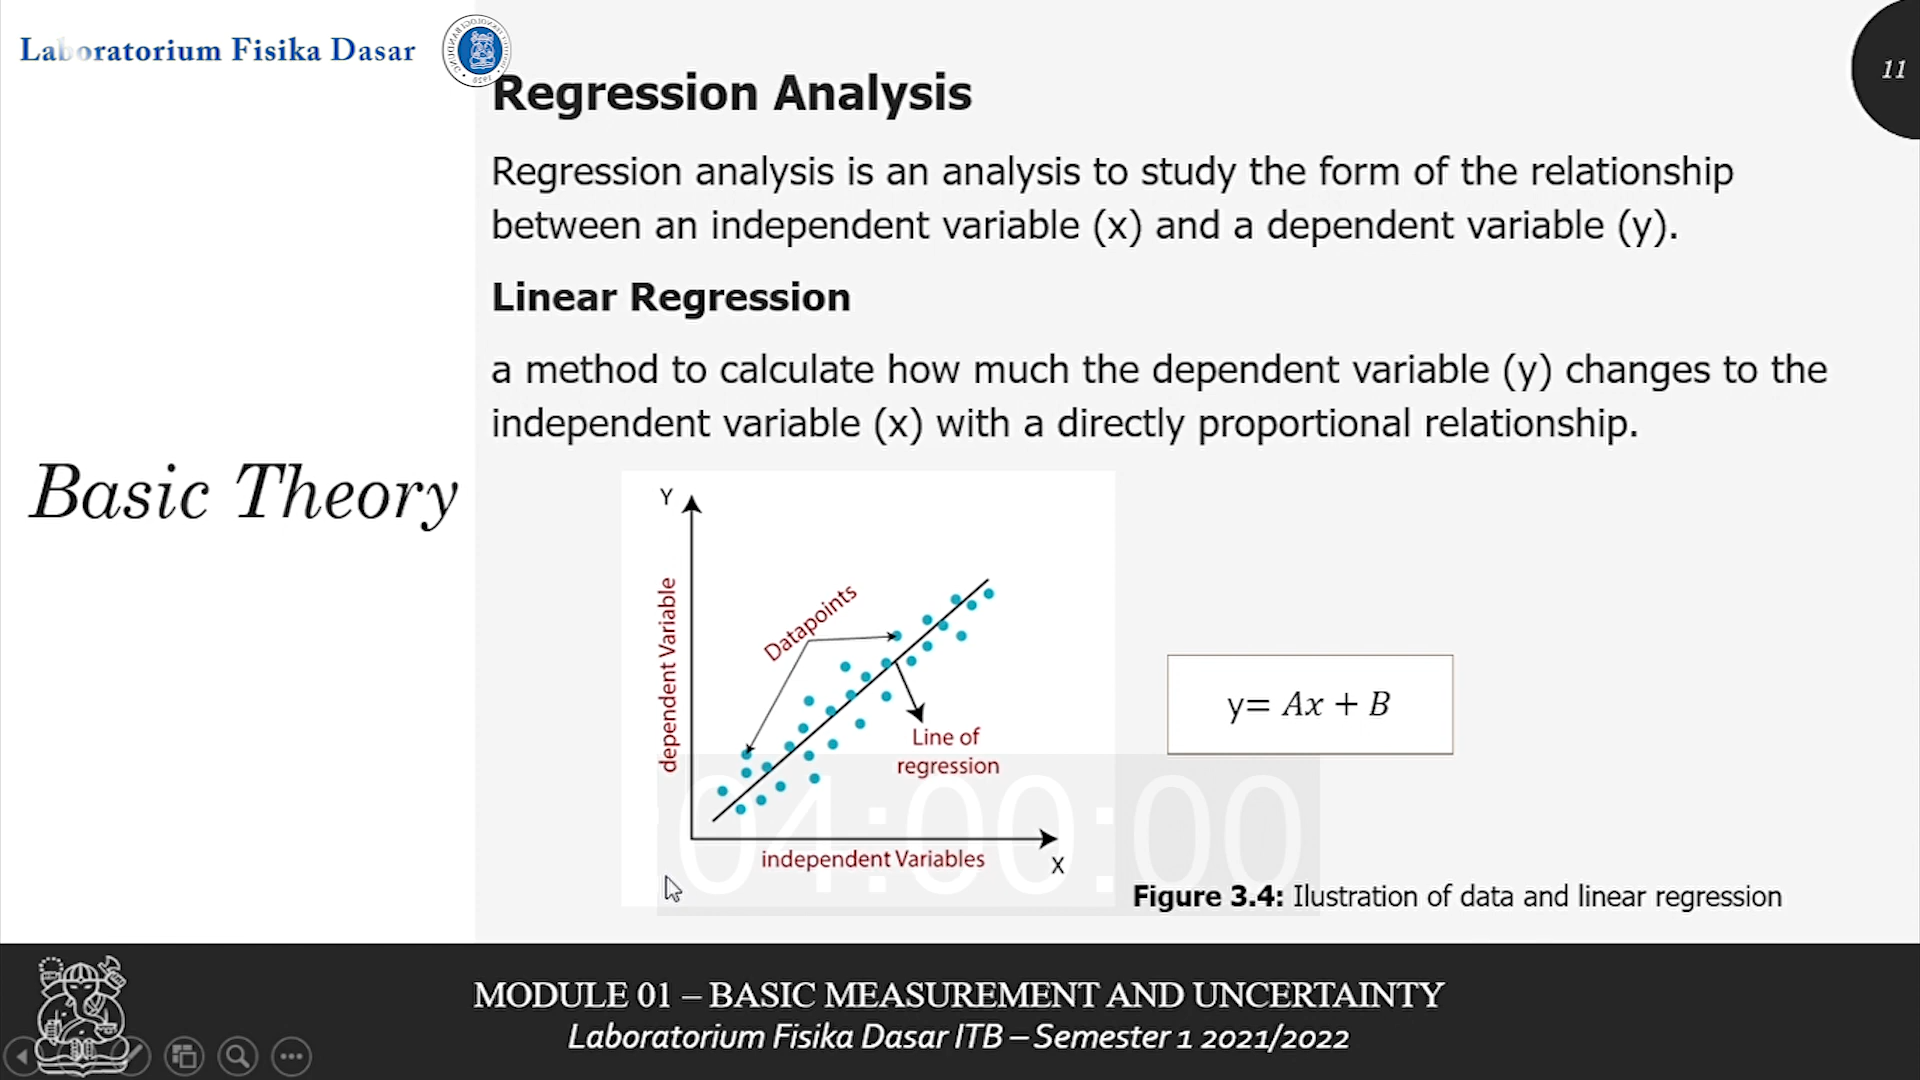 Laboratorium Fisika Dasar
11
Regression Analysis
Regression analysis is an analysis to study the form of the relationship
between an independent variable (x) and a dependent variable (y).
Linear Regression
a method to calculate how much the dependent variable (y) changes to the
independent variable (x) with a directly proportional relationship.
Basic Theory
Y
dependent Variable
Datapoints
Line of
regression
independent Variables
X
y= Ax + B
04:00:00
Figure 3.4: Ilustration of data and linear regression
MODULE 01 – BASIC MEASUREMENT AND UNCERTAINTY
Laboratorium Fisika Dasar ITB – Semester 1 2021/2022